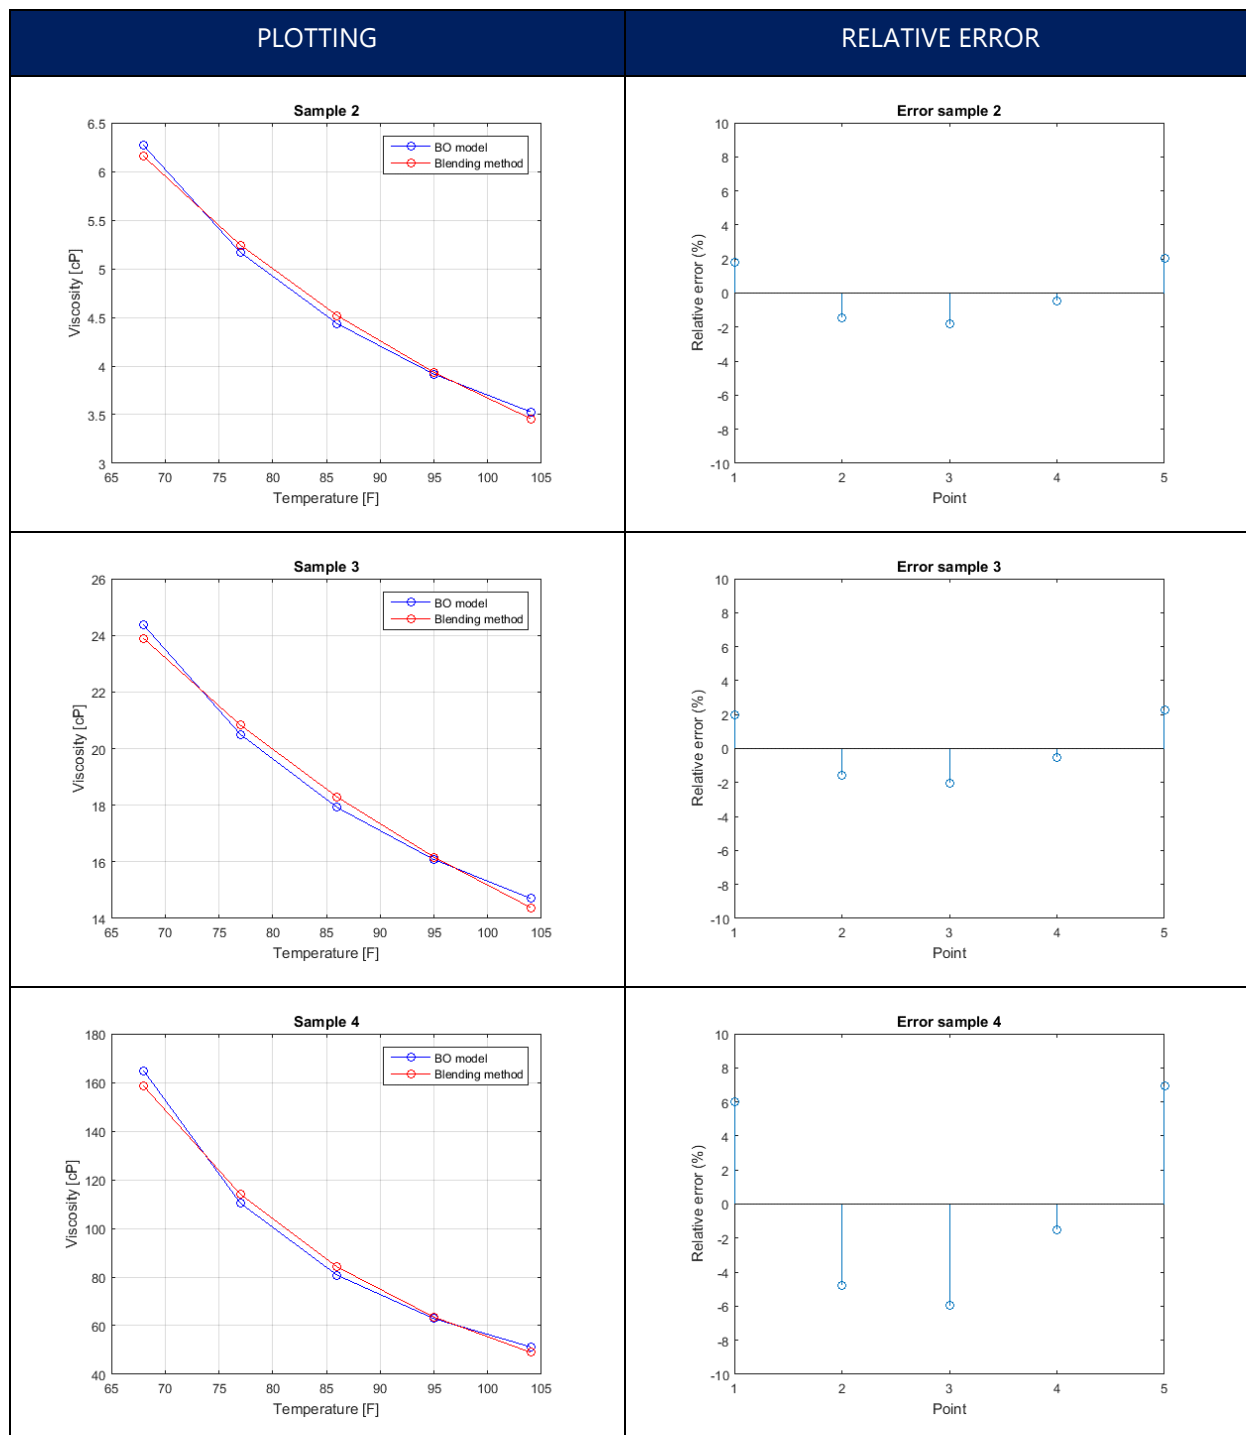 PLOTTING
RELATIVE ERROR
Sample 2
6.5
6
5.5
5
4.5
4
3.5
3
Viscosity [cP]
BO model
Blending method
65 70 75 80 85 90 95 100 105
Temperature [F]
Error sample 2
10
8
6
4
2
0
-2
-4
-6
-8
-10
Relative error (%)
1 2 3 4 5
Point
Sample 3
26
24
22
20
18
16
14
Viscosity [cP]
BO model
Blending method
65 70 75 80 85 90 95 100 105
Temperature [F]
Error sample 3
10
8
6
4
2
0
-2
-4
-6
-8
-10
Relative error (%)
1 2 3 4 5
Point
Sample 4
180
160
140
120
100
80
60
40
Viscosity [cP]
BO model
Blending method
65 70 75 80 85 90 95 100 105
Temperature [F]
Error sample 4
10
8
6
4
2
0
-2
-4
-6
-8
-10
Relative error (%)
1 2 3 4 5
Point